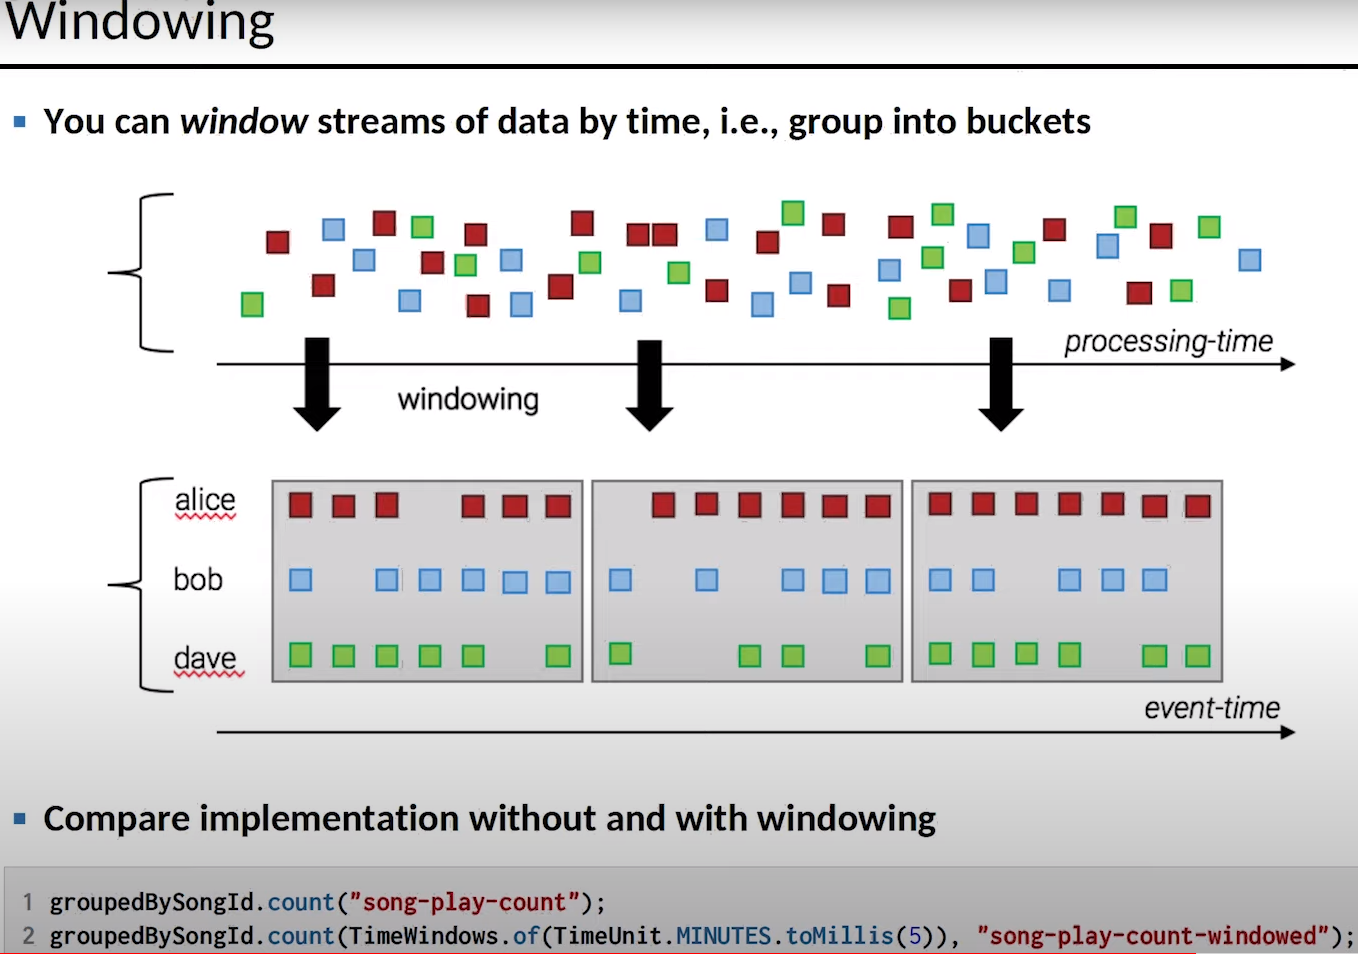 Windowing
You can window streams of data by time, i.e., group into buckets
processing-time
windowing
alice
bob
dave
event-time
Compare implementation without and with windowing
1 groupedBySongId.count("song-play-count");
2 groupedBySongId.count(TimeWindows.of(TimeUnit.MINUTES.toMillis(5)), "song-play-count-windowed");